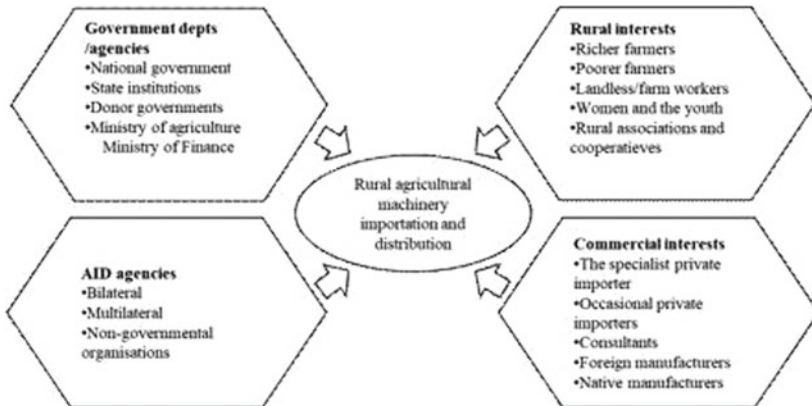 Government depts
/agencies
•National government
•State institutions
•Donor governments
•Ministry of agriculture
Ministry of Finance
Rural interests
•Richer farmers
•Poorer farmers
•Landless/farm workers
•Women and the youth
•Rural associations and
cooperatieves
Rural agricultural
machinery
importation and
distribution
AID agencies
•Bilateral
•Multilateral
•Non-governmental
organisations
Commercial interests
•The specialist private
importer
•Occasional private
importers
•Consultants
•Foreign manufacturers
•Native manufacturers